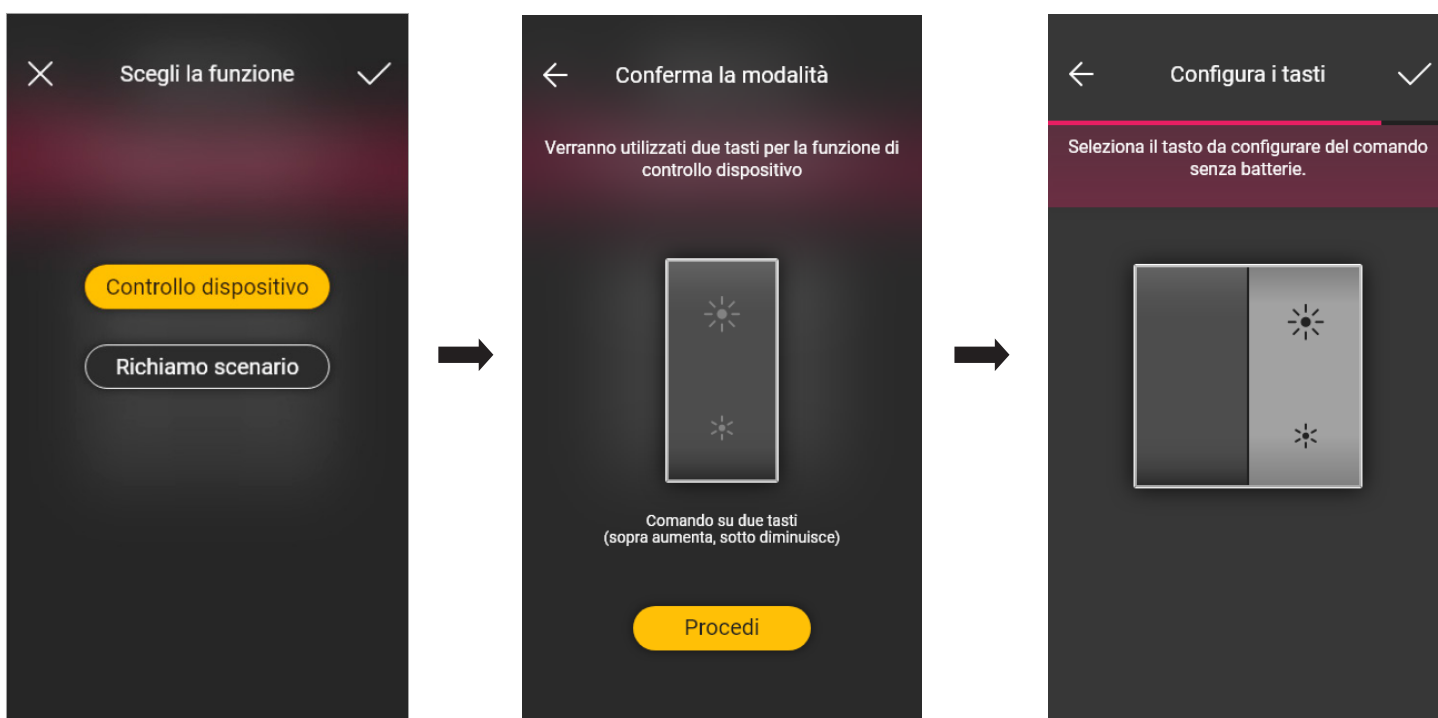 Scegli la funzione
Controllo dispositivo
Richiamo scenario
Conferma la modalità
Verranno utilizzati due tasti per la funzione di
controllo dispositivo
Comando su due tasti
(sopra aumenta, sotto diminuisce)
Procedi
Configura i tasti
Seleziona il tasto da configurare del comando
senza batterie.